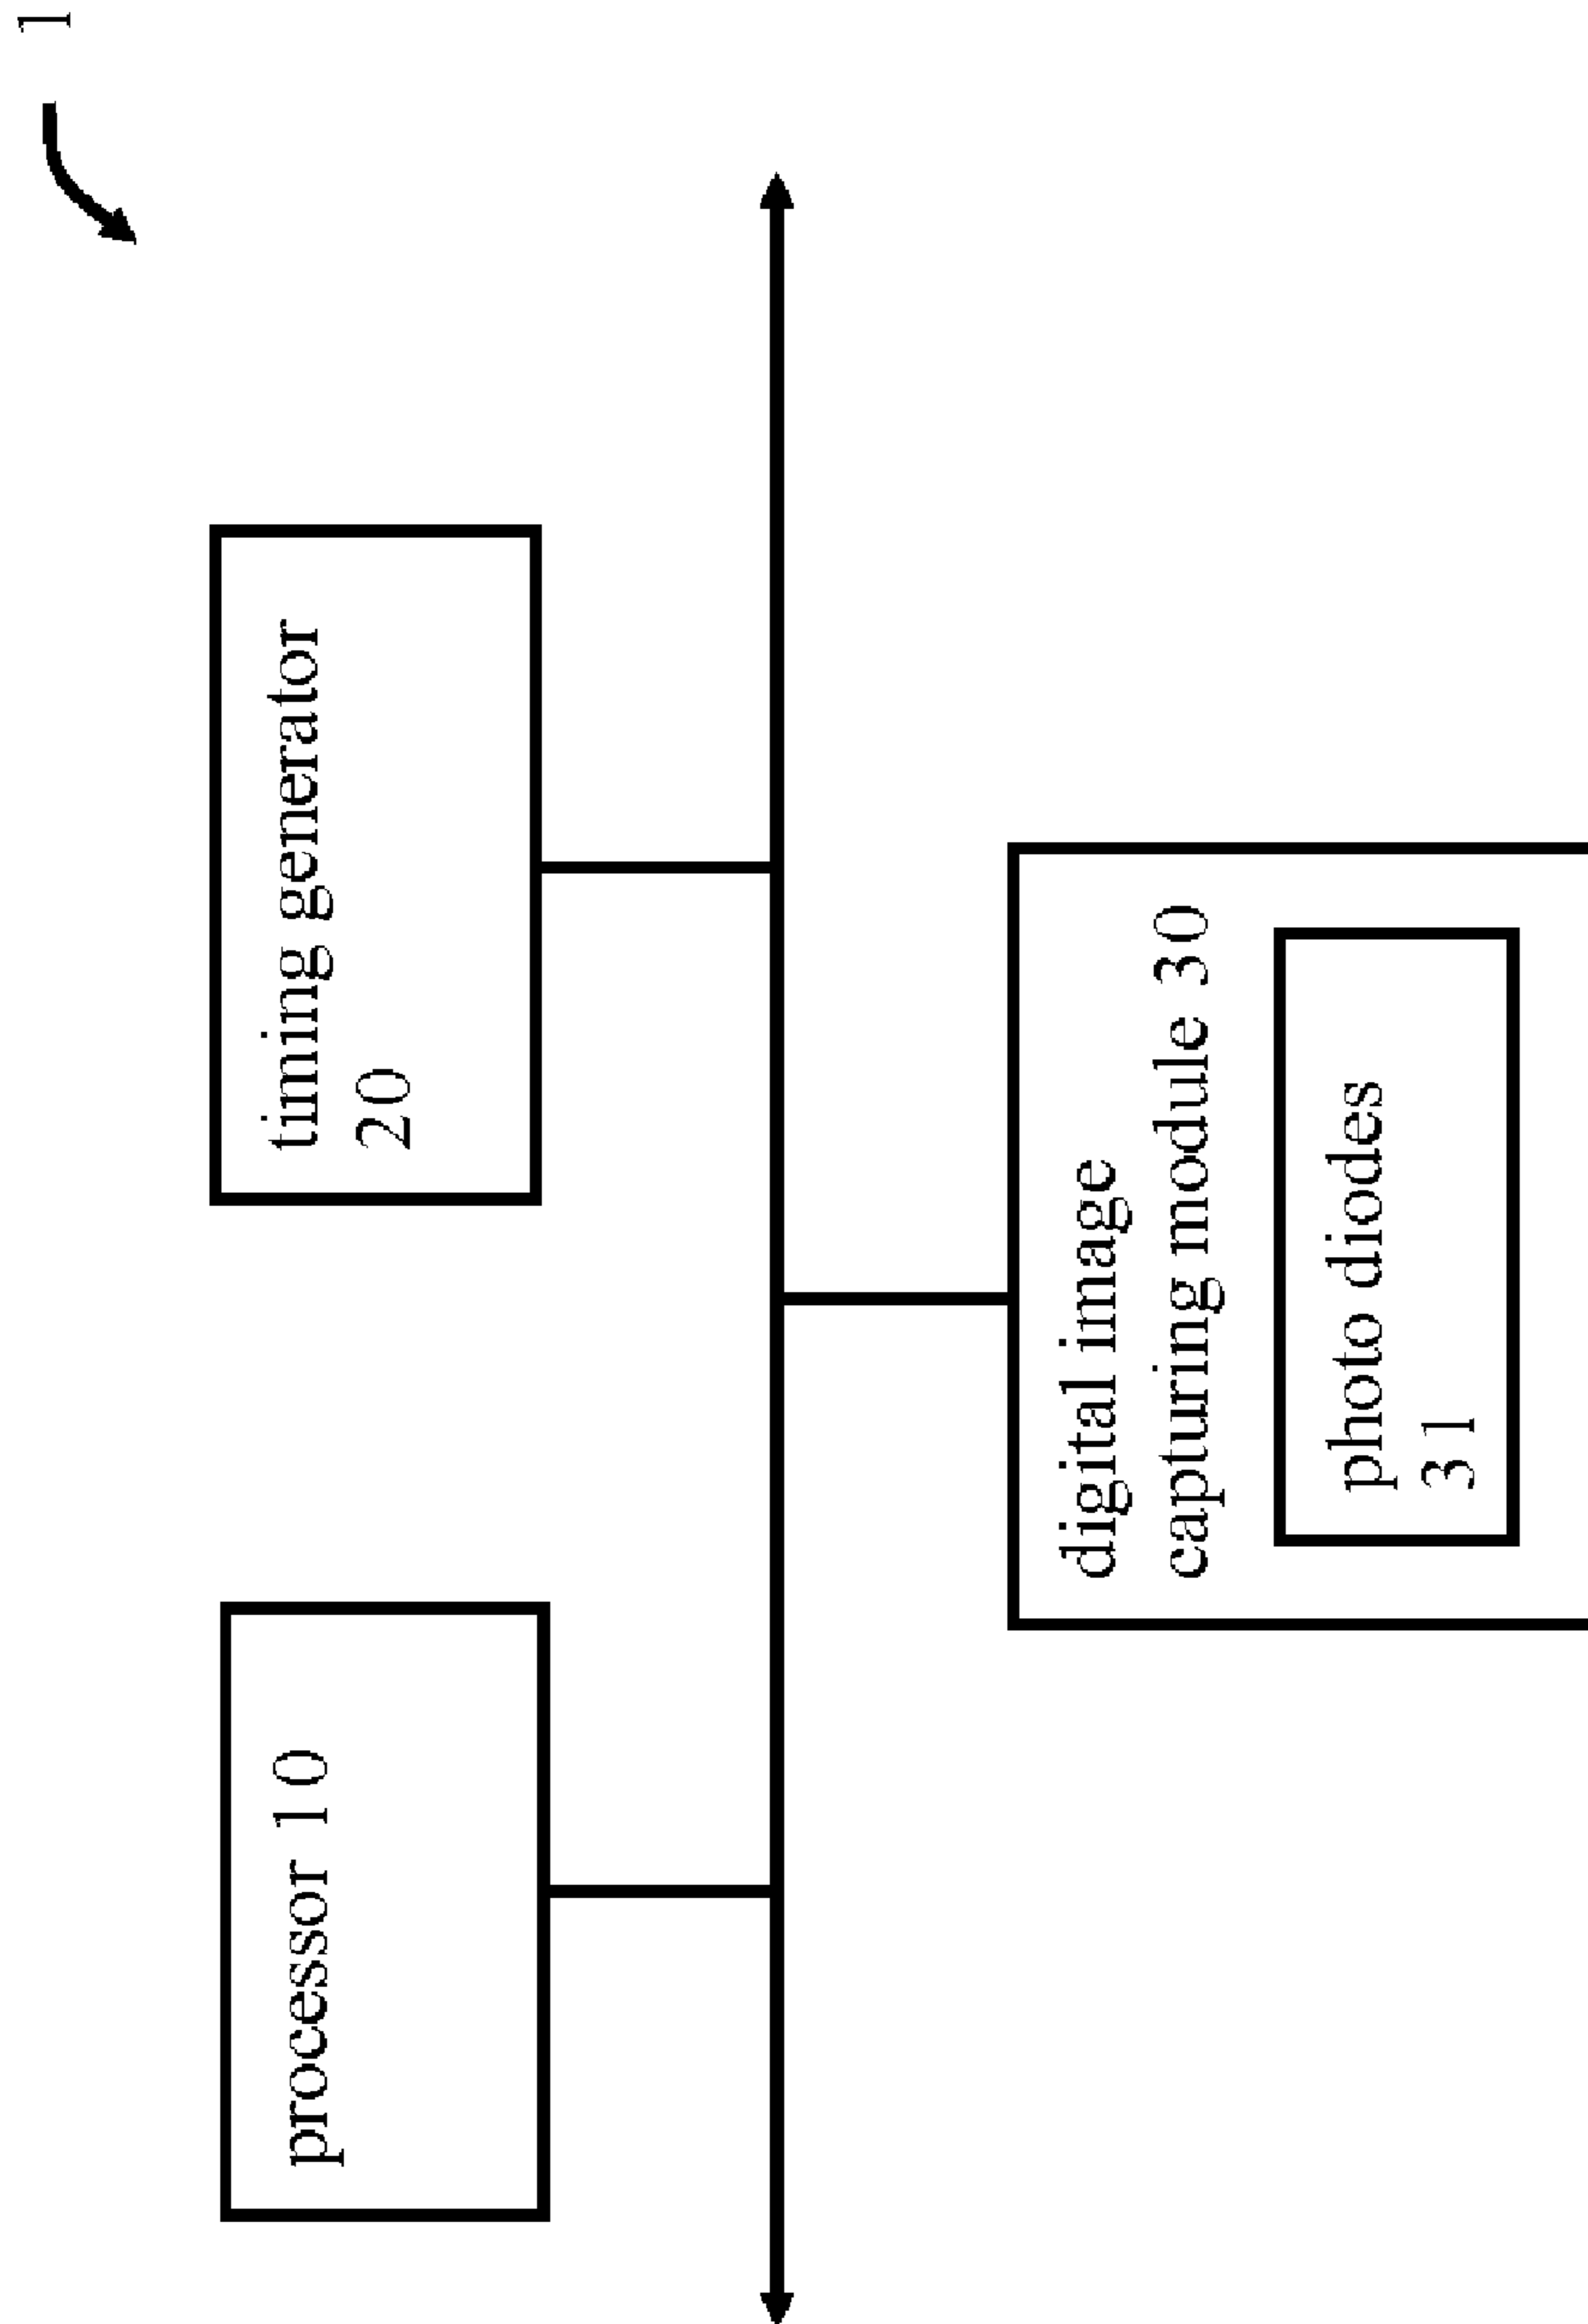 1
processor 10
timing generator
20
digital image
capturing module 30
photo diodes
31